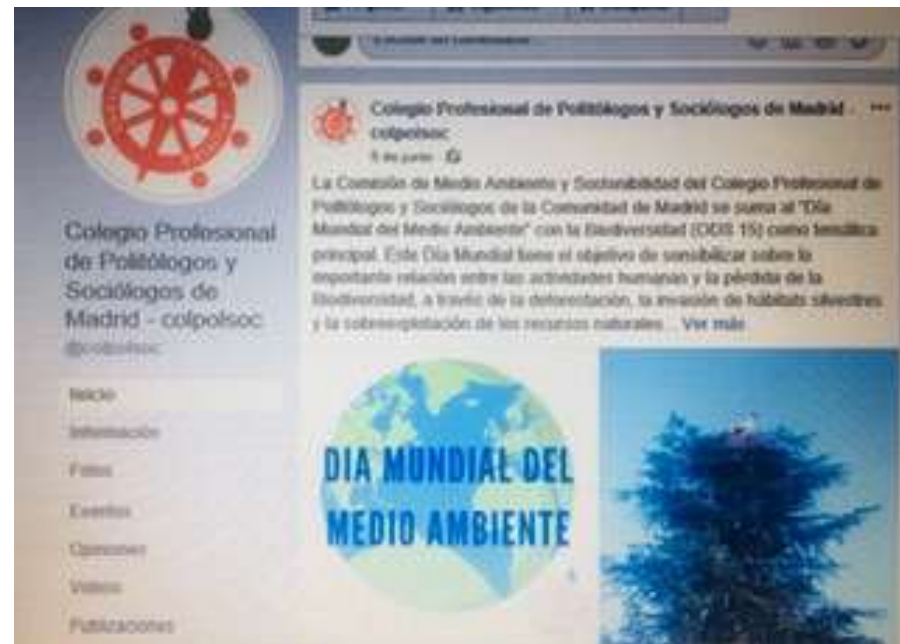 Colegio Profesional de Politólogos y Sociólogos de Madrid -
colpolsoc
5 de junio
La Comisión de Medio Ambiente y Sostenibilidad del Colegio Profesional de
Politólogos y Sociólogos de la Comunidad de Madrid se suma al "Día
Mundial del Medio Ambiente" con la Biodiversidad (ODS 15) como temática
principal. Este Día Mundial tiene el objetivo de sensibilizar sobre la
importante relación entre las actividades humanas y la pérdida de la
Biodiversidad, a través de la deforestación, la invasión de hábitats silvestres
y la sobreexplotación de los recursos naturales... Ver más
DIA MUNDIAL DEL
MEDIO AMBIENTE
Colegio Profesional
de Politólogos y
Sociólogos de
Madrid - colpolsoc
@colpolsoc
Inicio
Información
Fotos
Eventos
Opiniones
Vídeos
Publicaciones